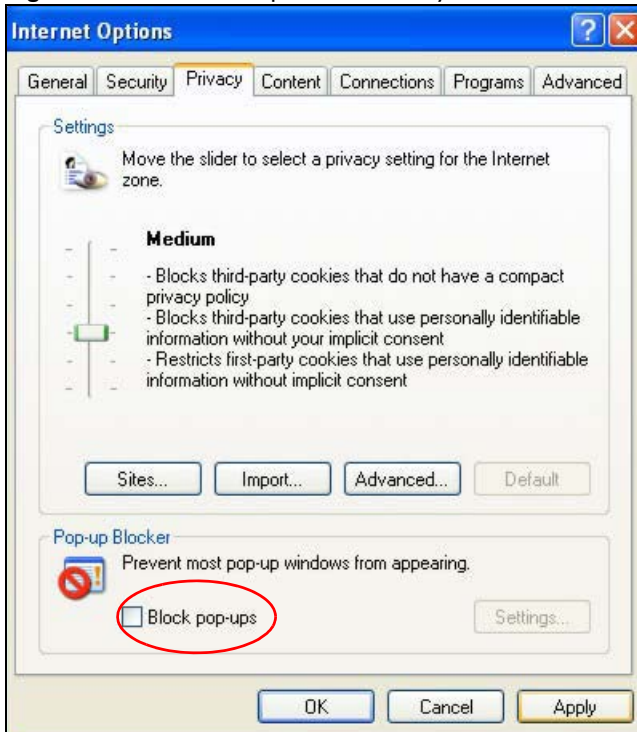 Internet Options
General Security Privacy Content Connections Programs Advanced
Settings
Move the slider to select a privacy setting for the Internet
zone.
Medium
- Blocks third-party cookies that do not have a compact
privacy policy
- Blocks third-party cookies that use personally identifiable
information without your implicit consent
- Restricts first-party cookies that use personally identifiable
information without implicit consent
Sites... Import... Advanced... Default
Pop-up Blocker
Prevent most pop-up windows from appearing.
Block pop-ups
Settings...
OK Cancel Apply